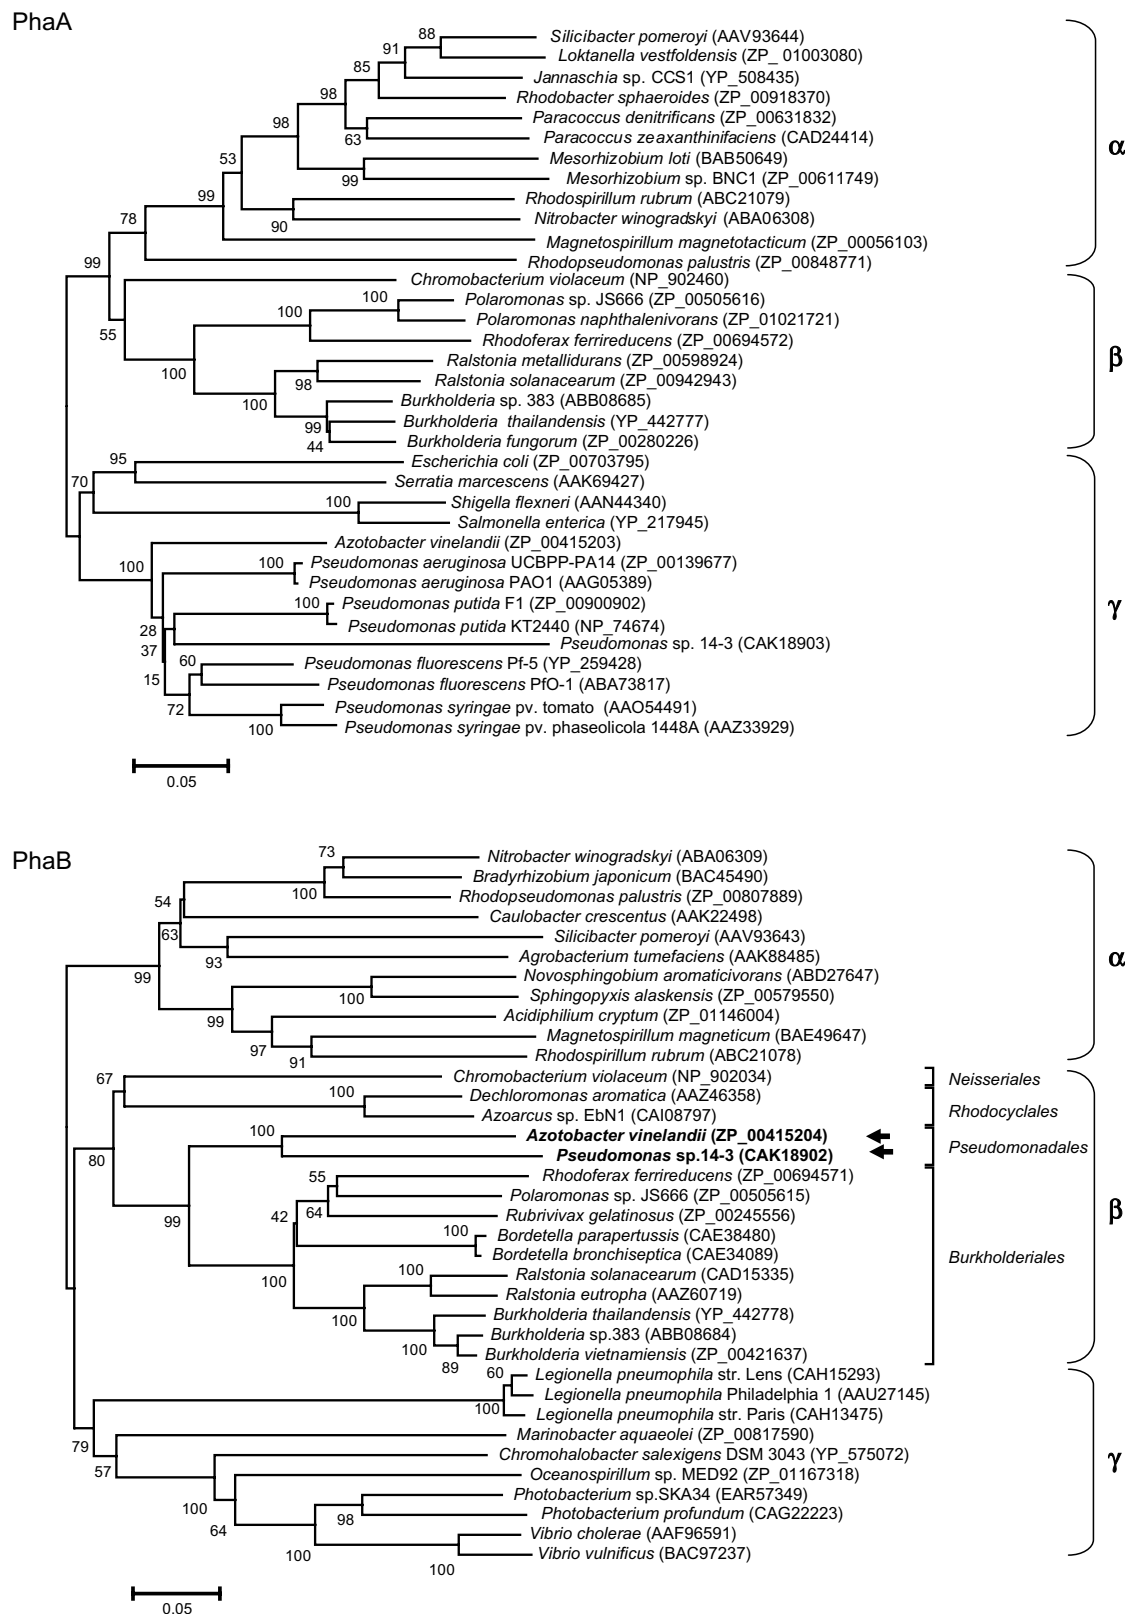 PhaA
88
Silicibacter pomeroyi (AAV93644)
91
Loktanella vestfoldensis (ZP_ 01003080)
85
Jannaschia sp. CCS1 (YP_508435)
98
Rhodobacter sphaeroides (ZP_00918370)
98
Paracoccus denitrificans (ZP_00631832)
63
Paracoccus zeaxanthinifaciens (CAD24414)
α
53
Mesorhizobium loti (BAB50649)
99
Mesorhizobium sp. BNC1 (ZP_00611749)
99
Rhodospirillum rubrum (ABC21079)
78
90
Nitrobacter winogradskyi (ABA06308)
Magnetospirillum magnetotacticum (ZP_00056103)
99
Rhodopseudomonas palustris (ZP_00848771)
Chromobacterium violaceum (NP_902460)
100
Polaromonas sp. JS666 (ZP_00505616)
100
Polaromonas naphthalenivorans (ZP_01021721)
55
Rhodoferax ferrireducens (ZP_00694572)
β
100
Ralstonia metallidurans (ZP_00598924)
98
Ralstonia solanacearum (ZP_00942943)
100
Burkholderia sp. 383 (ABB08685)
99
Burkholderia thailandensis (YP_442777)
44
Burkholderia fungorum (ZP_00280226)
95
Escherichia coli (ZP_00703795)
70
Serratia marcescens (AAK69427)
100
Shigella flexneri (AAN44340)
Salmonella enterica (YP_217945)
Azotobacter vinelandii (ZP_00415203)
100
100
Pseudomonas aeruginosa UCBPP-PA14 (ZP_00139677)
Pseudomonas aeruginosa PAO1 (AAG05389)
100
Pseudomonas putida F1 (ZP_00900902)
γ
28
Pseudomonas putida KT2440 (NP_74674)
37
Pseudomonas sp. 14-3 (CAK18903)
60
Pseudomonas fluorescens Pf-5 (YP_259428)
15
Pseudomonas fluorescens PfO-1 (ABA73817)
72
Pseudomonas syringae pv. tomato (AAO54491)
100
Pseudomonas syringae pv. phaseolicola 1448A (AAZ33929)
0.05
PhaB
73
Nitrobacter winogradskyi (ABA06309)
100
Bradyrhizobium japonicum (BAC45490)
54
Rhodopseudomonas palustris (ZP_00807889)
Caulobacter crescentus (AAK22498)
63
Silicibacter pomeroyi (AAV93643)
93
Agrobacterium tumefaciens (AAK88485)
α
99
Novosphingobium aromaticivorans (ABD27647)
100
Sphingopyxis alaskensis (ZP_00579550)
99
Acidiphilium cryptum (ZP_01146004)
97
Magnetospirillum magneticum (BAE49647)
91
Rhodospirillum rubrum (ABC21078)
67
Chromobacterium violaceum (NP_902034)
Neisseriales
100
Dechloromonas aromatica (AAZ46358)
Azoarcus sp. EbN1 (CAI08797)
Rhodocyclales
100
Azotobacter vinelandii (ZP_00415204)
80
Pseudomonas sp.14-3 (CAK18902)
Pseudomonadales
55
Rhodoferax ferrireducens (ZP_00694571)
Polaromonas sp. JS666 (ZP_00505615)
99
42
64
Rubrivivax gelatinosus (ZP_00245556)
β
100
Bordetella parapertussis (CAE38480)
Bordetella bronchiseptica (CAE34089)
Burkholderiales
100
100
Ralstonia solanacearum (CAD15335)
Ralstonia eutropha (AAZ60719)
100
Burkholderia thailandensis (YP_442778)
100
Burkholderia sp.383 (ABB08684)
89
Burkholderia vietnamiensis (ZP_00421637)
60
Legionella pneumophila str. Lens (CAH15293)
Legionella pneumophila Philadelphia 1 (AAU27145)
100
Legionella pneumophila str. Paris (CAH13475)
79
Marinobacter aquaeolei (ZP_00817590)
57
Chromohalobacter salexigens DSM 3043 (YP_575072)
γ
Oceanospirillum sp. MED92 (ZP_01167318)
100
Photobacterium sp.SKA34 (EAR57349)
64
98
Photobacterium profundum (CAG22223)
Vibrio cholerae (AAF96591)
100
Vibrio vulnificus (BAC97237)
100
0.05